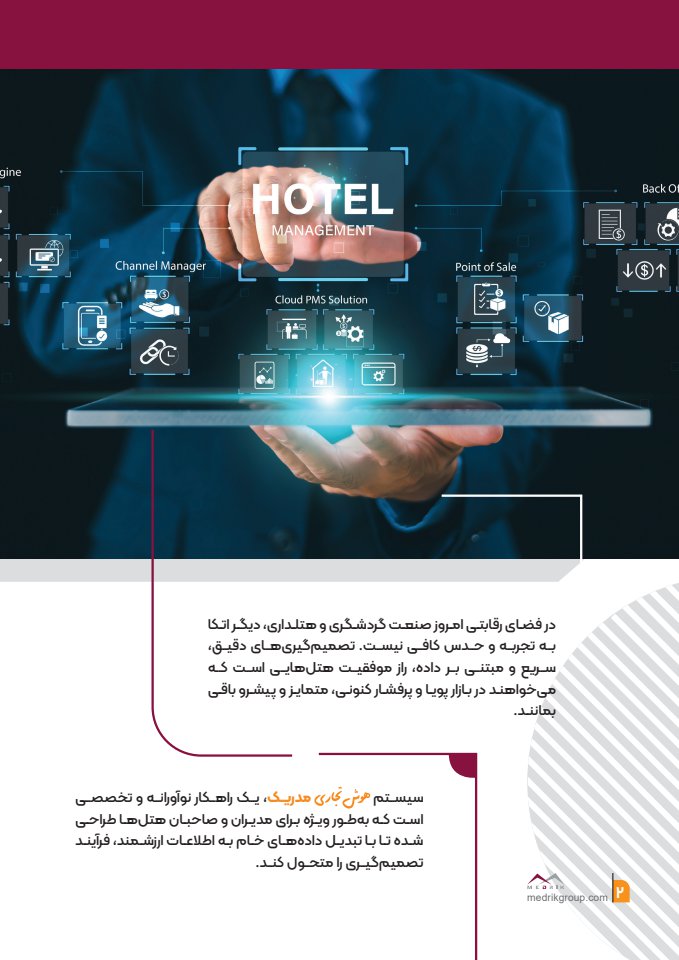 gine
HOTEL
MANAGEMENT
Back Of
Channel Manager
Point of Sale
Cloud PMS Solution
در فضای رقابتی امروز صنعت گردشگری و هتلداری، دیگر اتکا
به تجربه و حدس کافی نیست. تصمیم‌گیری‌های دقیق،
سریع و مبتنی بر داده، راز موفقیت هتل‌هایی است که
می‌خواهند در بازار پویا و پرفشار کنونی، متمایز و پیشرو باقی
بمانند.
سیستم هوش تجاری مدریک، یک راهکار نوآورانه و تخصصی
است که به‌طور ویژه برای مدیران و صاحبان هتل‌ها طراحی
شده تا با تبدیل داده‌های خام به اطلاعات ارزشمند، فرآیند
تصمیم‌گیری را متحول کند.
MEDRIK
medrikgroup.com
۲